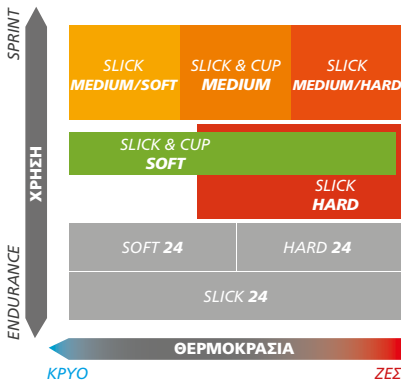 SPRINT
SLICK
MEDIUM/SOFT
SLICK & CUP
MEDIUM
SLICK
MEDIUM/HARD
ΧΡΗΣΗ
SLICK & CUP
SOFT
SLICK
HARD
ENDURANCE
SOFT 24
HARD 24
SLICK 24
ΘΕΡΜΟΚΡΑΣΙΑ
ΚΡΥΟ
ΖΕΣ